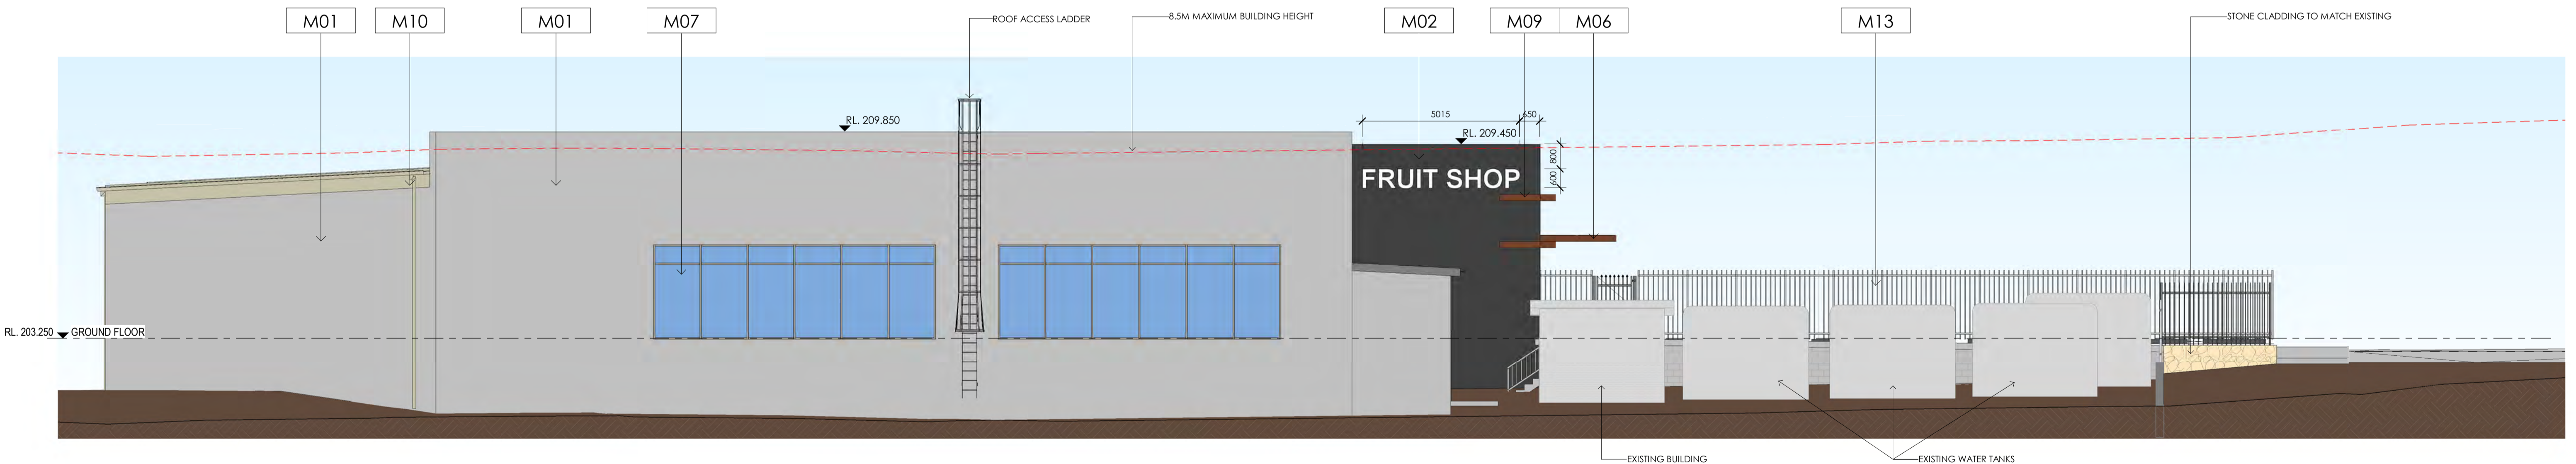 M01
M10
M01
M07
ROOF ACCESS LADDER
8.5M MAXIMUM BUILDING HEIGHT
M02
M09
M06
M13
STONE CLADDING TO MATCH EXISTING
RL. 209.850
5015
650
RL. 209.450
800
600
FRUIT SHOP
RL. 203.250
GROUND FLOOR
EXISTING BUILDING
EXISTING WATER TANKS